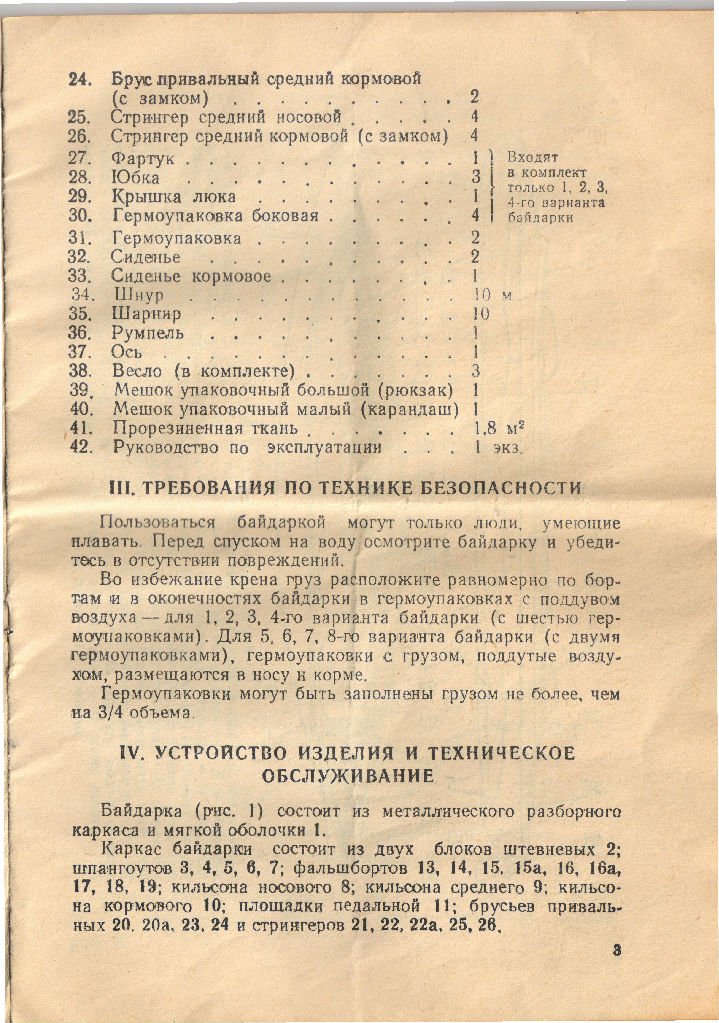 24. Брус привальный средний кормовой
(с замком) . . . . . . . . . 2
25. Стрингер средний носовой . . . . . 4
26. Стрингер средний кормовой (с замком) 4
27. Фартук . . . . . . . . . . . . 1
28. Юбка . . . . . . . . . . . . 3
29. Крышка люка . . . . . . . . . 1
30. Гермоупаковка боковая . . . . . . 4
Входят
в комплект
только 1, 2, 3,
4-го варианта
байдарки
31. Гермоупаковка . . . . . . . . . 2
32. Сиденье . . . . . . . . . . . 2
33. Сиденье кормовое . . . . . . . . 1
34. Шнур . . . . . . . . . . . . 10 м
35. Шарнир . . . . . . . . . . . 10
36. Румпель . . . . . . . . . . . 1
37. Ось . . . . . . . . . . . . . 1
38. Весло (в комплекте) . . . . . . . 3
39. Мешок упаковочный большой (рюкзак) 1
40. Мешок упаковочный малый (карандаш) 1
41. Прорезиненная ткань . . . . . . . 1.8 м²
42. Руководство по эксплуатации . . . 1 экз.
III. ТРЕБОВАНИЯ ПО ТЕХНИКЕ БЕЗОПАСНОСТИ
Пользоваться байдаркой могут только люди, умеющие
плавать. Перед спуском на воду осмотрите байдарку и убеди-
тесь в отсутствии повреждений.
Во избежание крена груз расположите равномерно по бор-
там и в оконечностях байдарки в гермоупаковках с поддувом
воздуха — для 1, 2, 3, 4-го варианта байдарки (с шестью гер-
моупаковками). Для 5, 6, 7, 8-го варианта байдарки (с двумя
гермоупаковками), гермоупаковки с грузом, поддутые возду-
хом, размещаются в носу и корме.
Гермоупаковки могут быть заполнены грузом не более, чем
на 3/4 объема.
IV. УСТРОЙСТВО ИЗДЕЛИЯ И ТЕХНИЧЕСКОЕ
ОБСЛУЖИВАНИЕ
Байдарка (рис. 1) состоит из металлического разборного
каркаса и мягкой оболочки 1.
Каркас байдарки состоит из двух блоков штевневых 2;
шпангоутов 3, 4, 5, 6, 7; фальшбортов 13, 14, 15, 15а, 16, 16а,
17, 18, 19; кильсона носового 8; кильсона среднего 9; кильсо-
на кормового 10; площадки педальной 11; брусьев приваль-
ных 20, 20а, 23, 24 и стрингеров 21, 22, 22а, 25, 26.
3